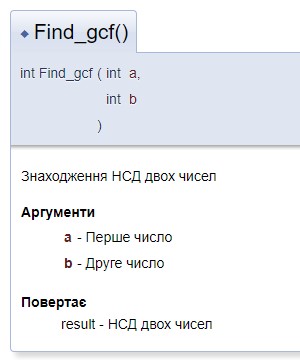 Find_gcf()
int Find_gcf ( int a,
int b
)
Знаходження НСД двох чисел
Аргументи
a - Перше число
b - Друге число
Повертає
result - НСД двох чисел